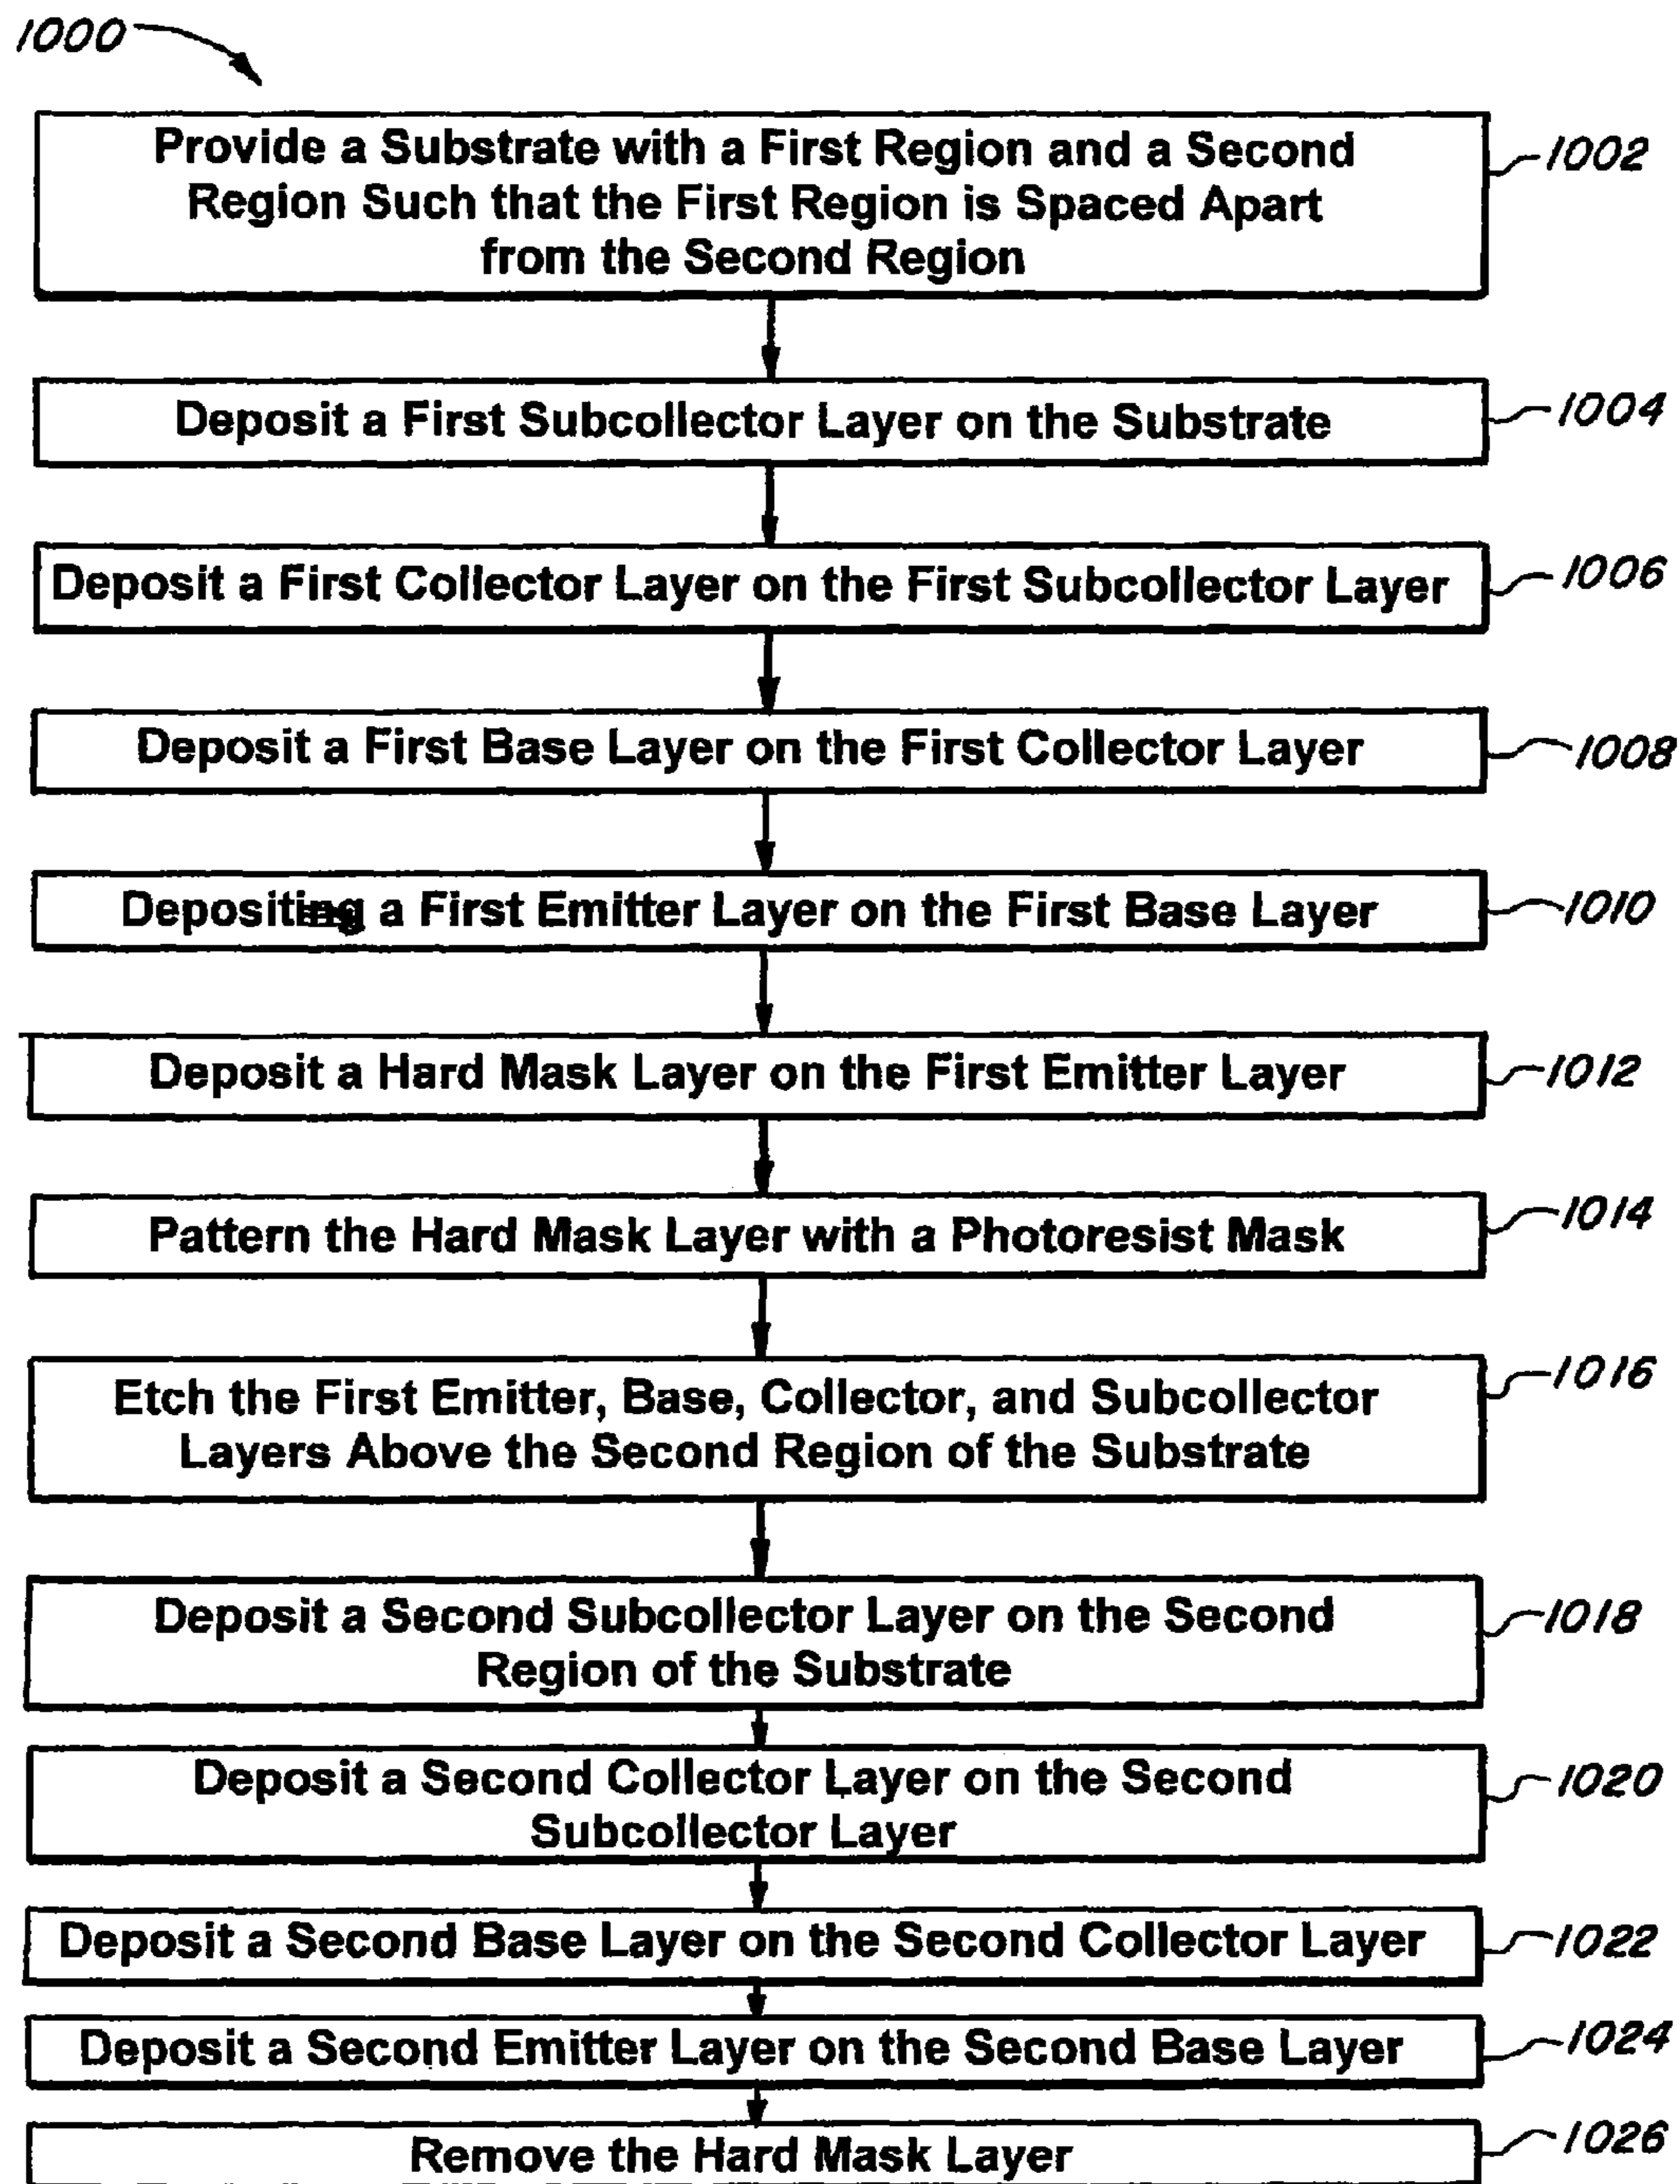 1000
Provide a Substrate with a First Region and a Second
Region Such that the First Region is Spaced Apart
from the Second Region
1002
Deposit a First Subcollector Layer on the Substrate
1004
Deposit a First Collector Layer on the First Subcollector Layer
1006
Deposit a First Base Layer on the First Collector Layer
1008
Depositing a First Emitter Layer on the First Base Layer
1010
Deposit a Hard Mask Layer on the First Emitter Layer
1012
Pattern the Hard Mask Layer with a Photoresist Mask
1014
Etch the First Emitter, Base, Collector, and Subcollector
Layers Above the Second Region of the Substrate
1016
Deposit a Second Subcollector Layer on the Second
Region of the Substrate
1018
Deposit a Second Collector Layer on the Second
Subcollector Layer
1020
Deposit a Second Base Layer on the Second Collector Layer
1022
Deposit a Second Emitter Layer on the Second Base Layer
1024
Remove the Hard Mask Layer
1026